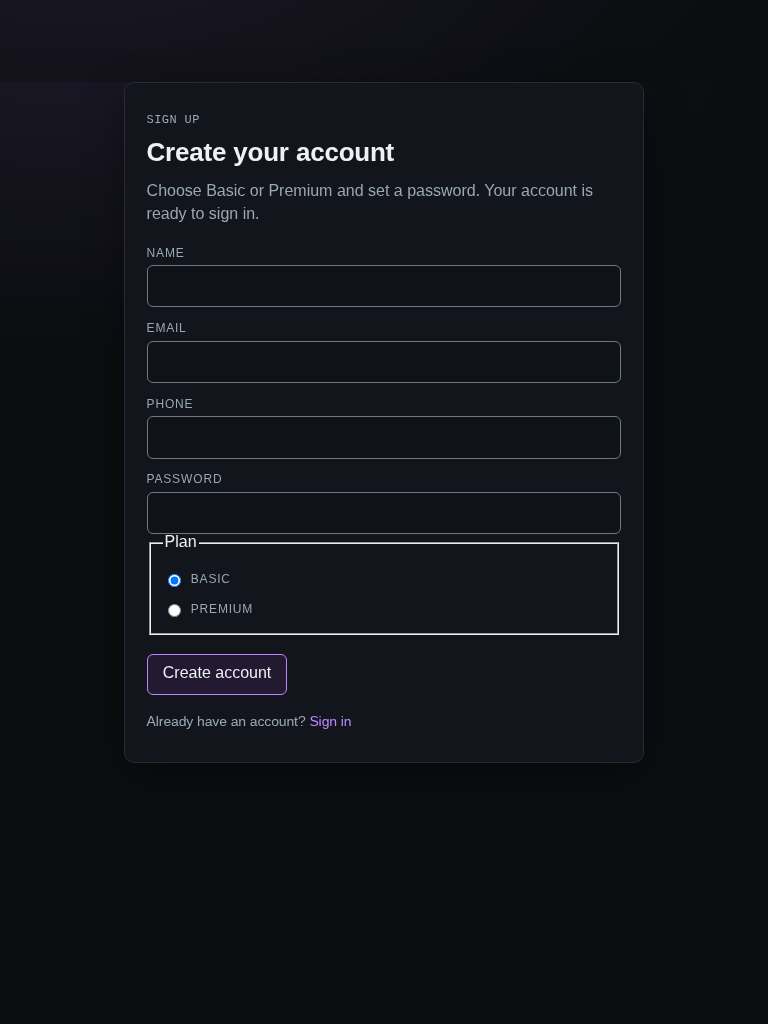 SIGN UP
Create your account
Choose Basic or Premium and set a password. Your account is
ready to sign in.
NAME
EMAIL
PHONE
PASSWORD
Plan
BASIC
PREMIUM
Create account
Already have an account? Sign in